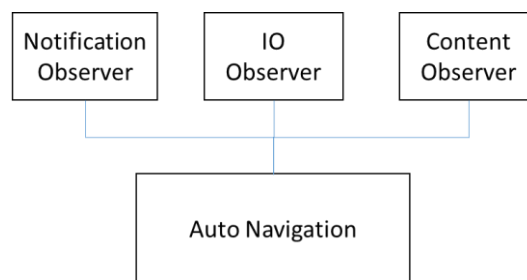 Notification
Observer
IO
Observer
Content
Observer
Auto Navigation